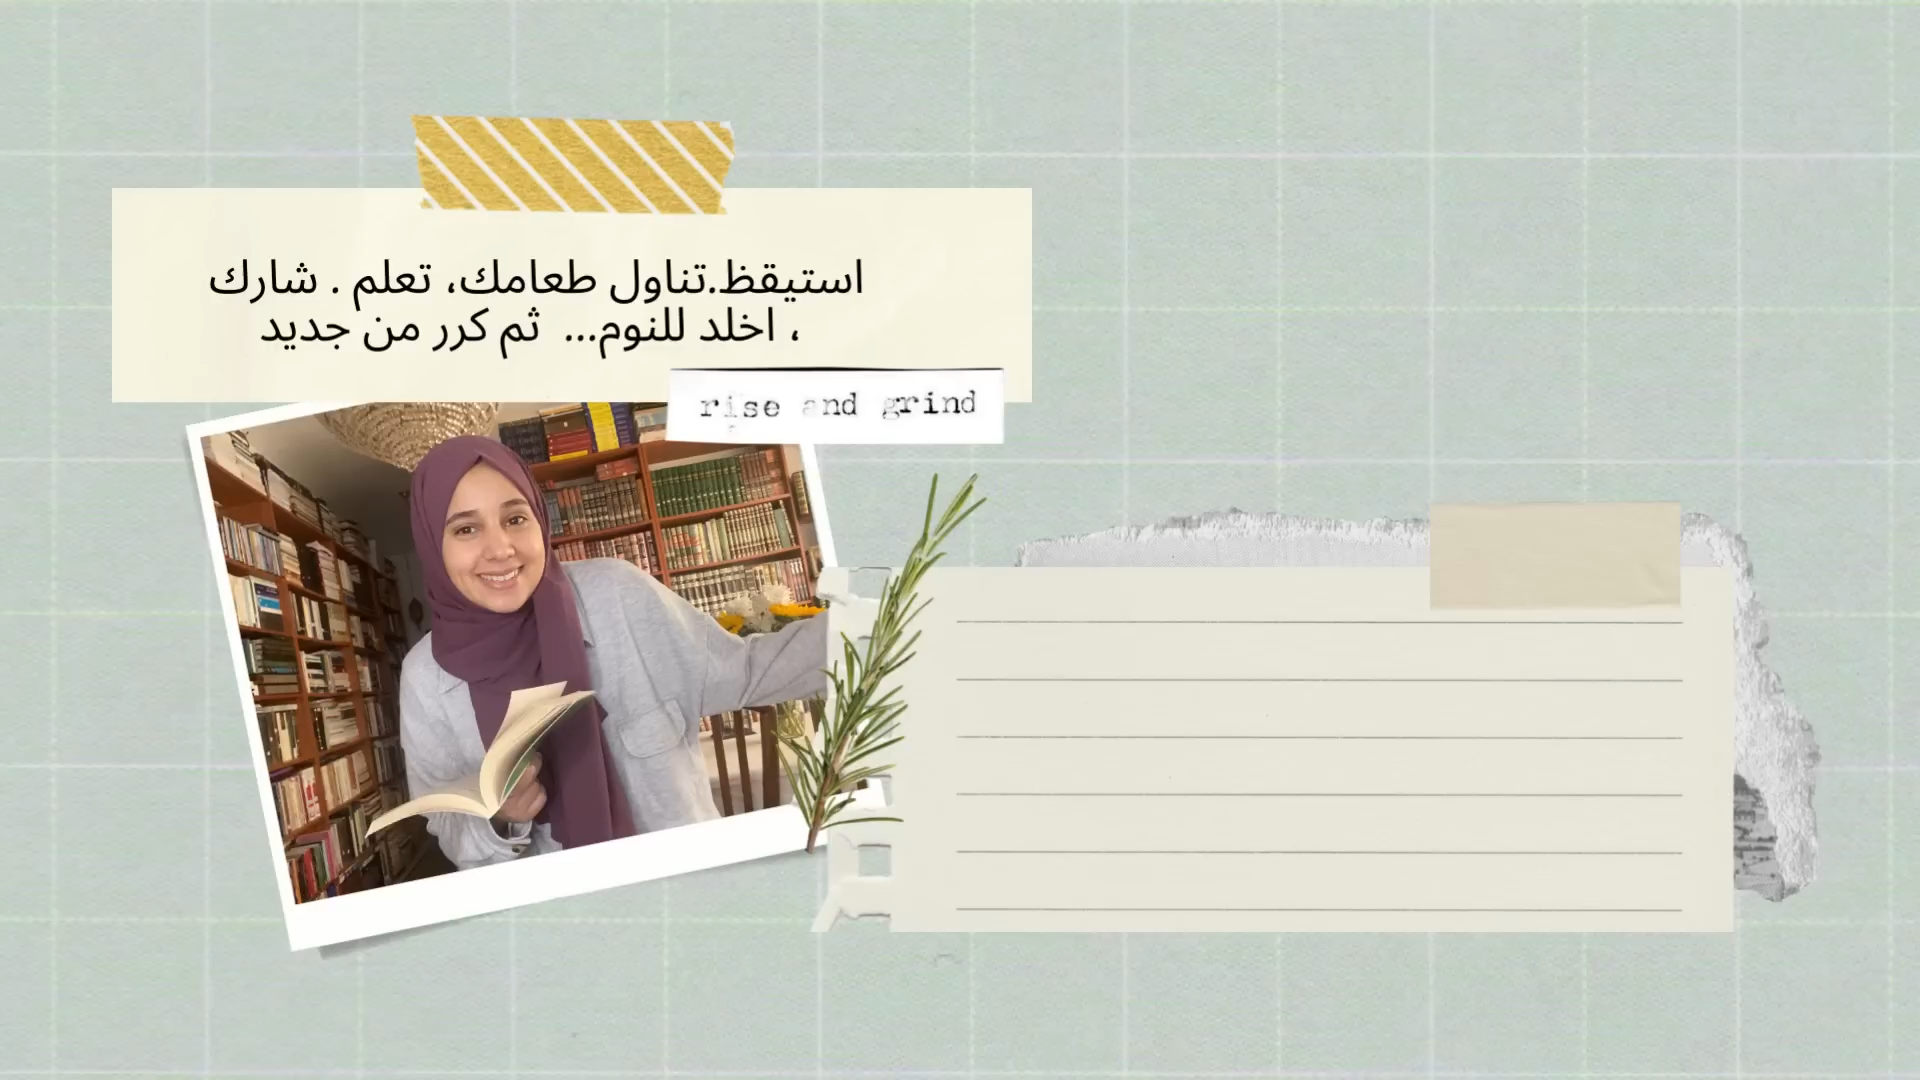 استيقظ.تناول طعامك، تعلم . شارك
، اخلد للنوم... ثم كرر من جديد
rise and grind